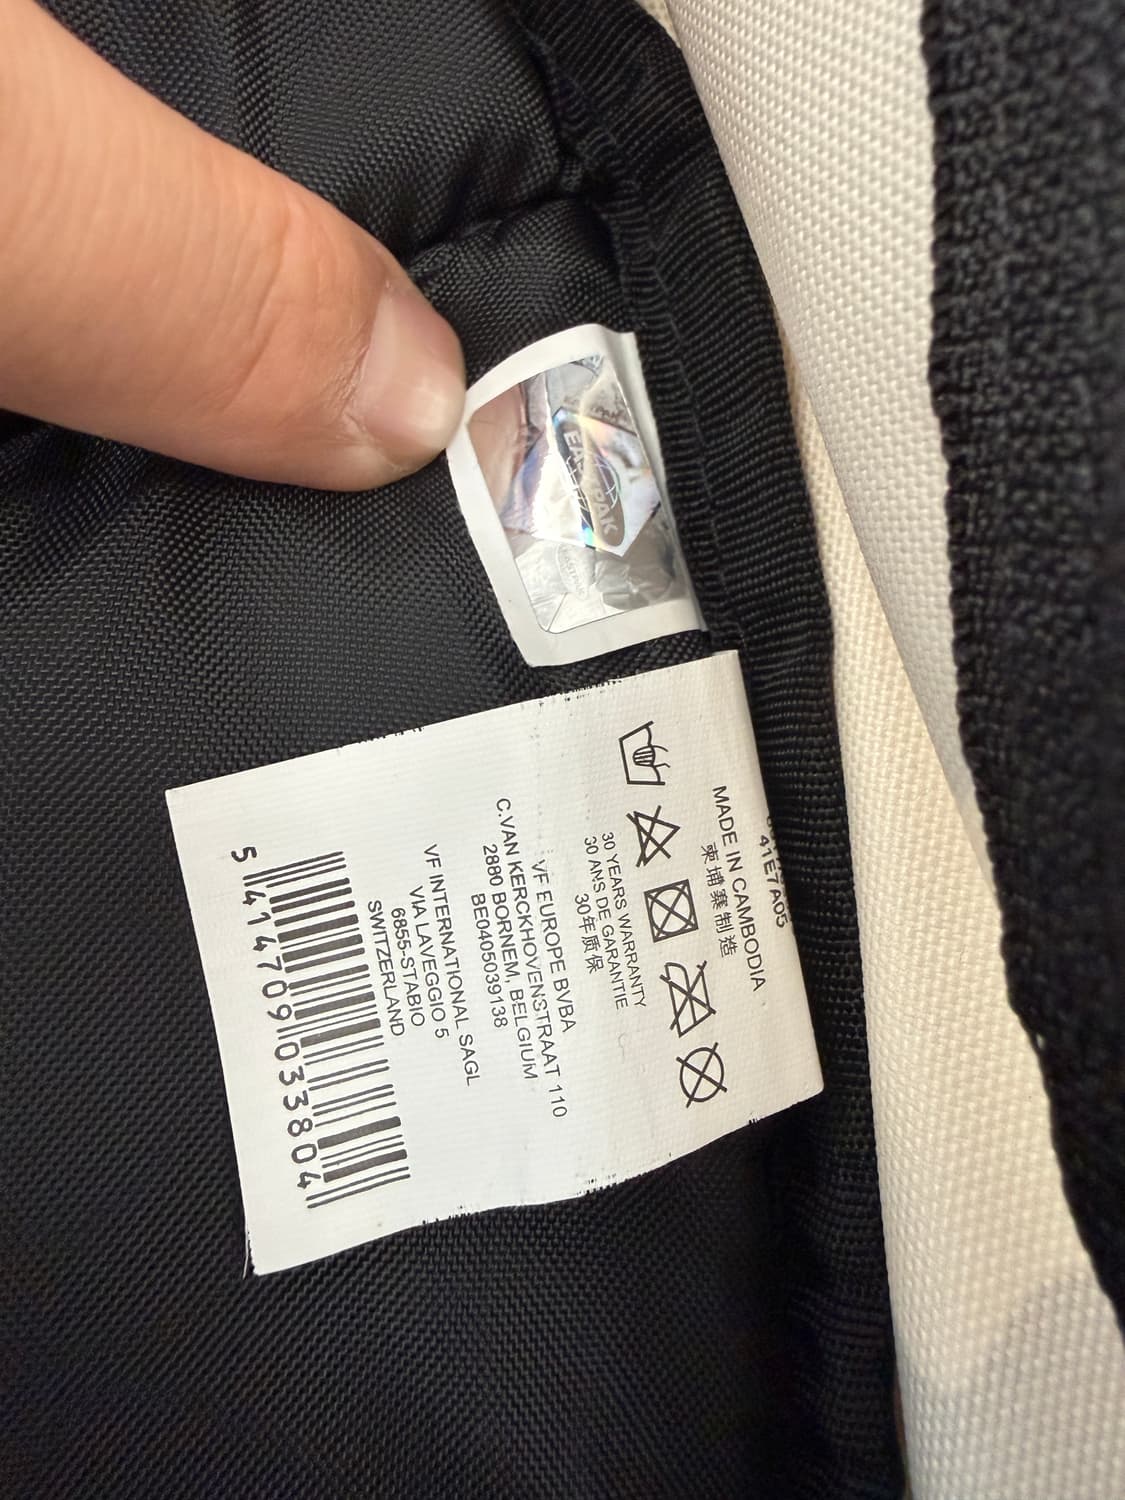 EASTPAK
41E7A05
MADE IN CAMBODIA
柬埔寨制造
30 YEARS WARRANTY
30 ANS DE GARANTIE
30年质保
VF EUROPE BVBA
C.VAN KERCKHOVENSTRAAT 110
2880 BORNEM, BELGIUM
BE0405039138
VF INTERNATIONAL SAGL
VIA LAVEGGIO 5
6855-STABIO
SWITZERLAND
5 414709 033804